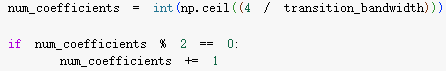 num_coefficients = int(np.ceil((4 / transition_bandwidth)))
if num_coefficients % 2 == 0:
num_coefficients += 1